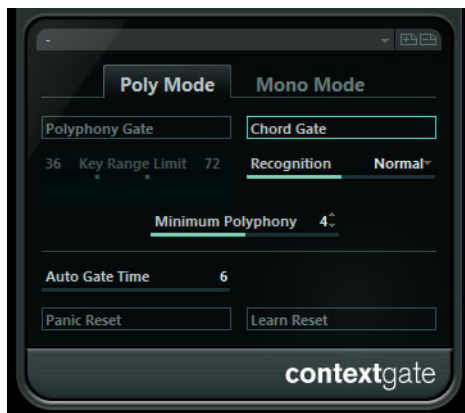 -
Poly Mode Mono Mode
Polyphony Gate Chord Gate
36 Key Range Limit 72 Recognition Normal
Minimum Polyphony 4
Auto Gate Time 6
Panic Reset Learn Reset
contextgate